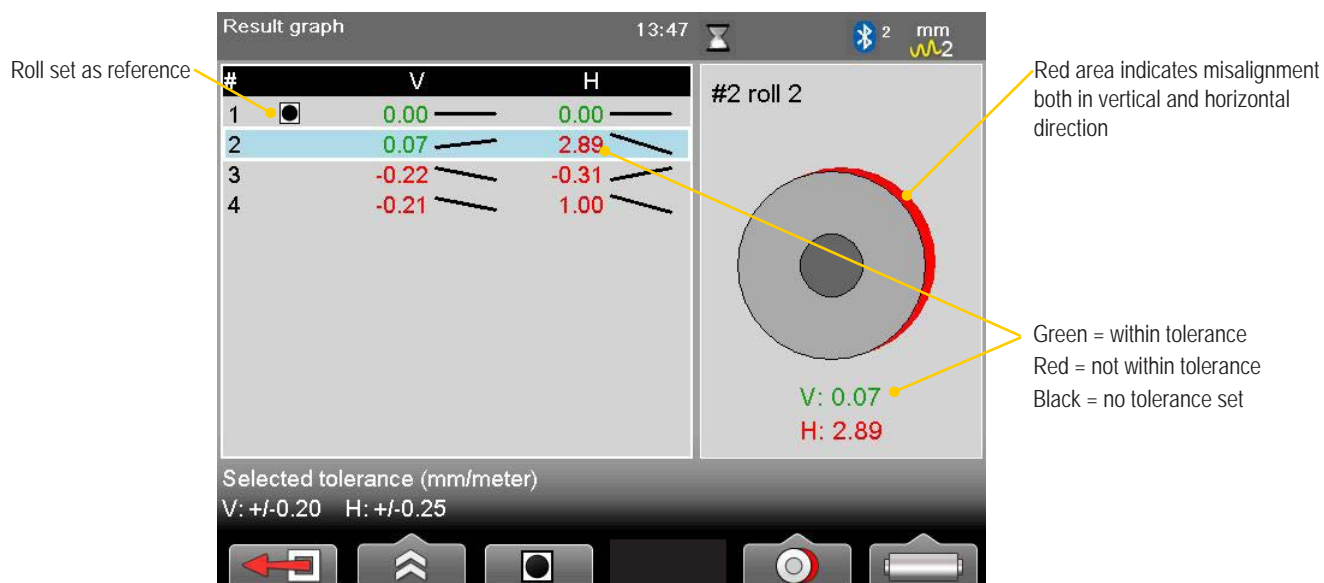 Result graph 13:47 2 mm
2
Roll set as reference
# V H
1 0.00 0.00
2 0.07 2.89
3 -0.22 -0.31
4 -0.21 1.00
#2 roll 2
V: 0.07
H: 2.89
Selected tolerance (mm/meter)
V: +/-0.20 H: +/-0.25
Red area indicates misalignment
both in vertical and horizontal
direction
Green = within tolerance
Red = not within tolerance
Black = no tolerance set